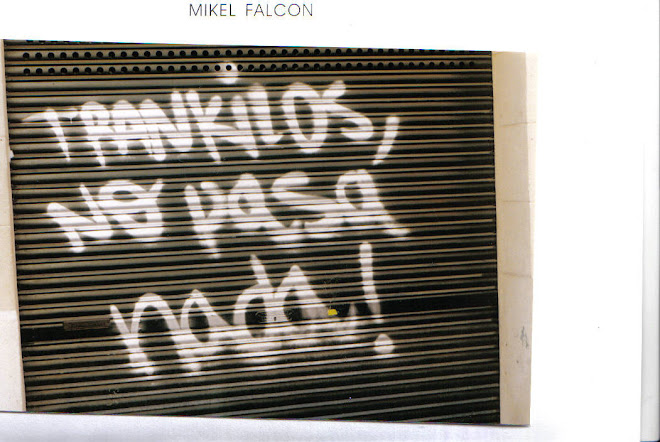 MIKEL FALCON
TRANKILOS,
NO pasa
nada!